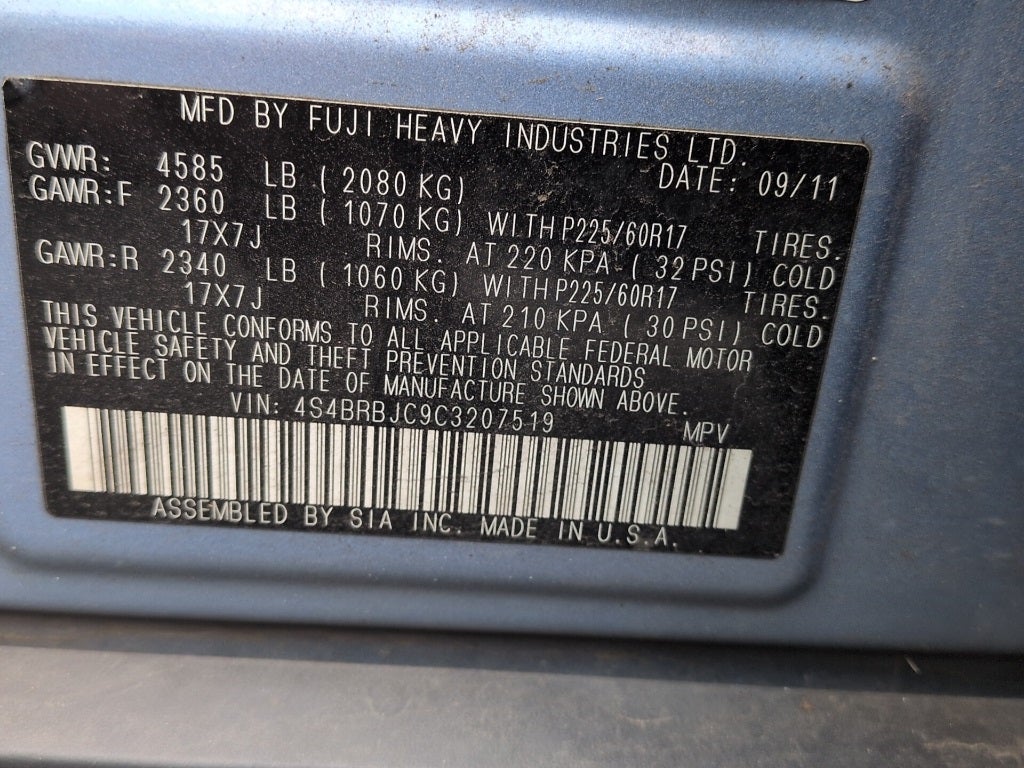 MFD BY FUJI HEAVY INDUSTRIES LTD.
GVWR: 4585 LB ( 2080 KG) DATE: 09/11
GAWR:F 2360 LB ( 1070 KG) WITH P225/60R17 TIRES.
17X7J RIMS. AT 220 KPA ( 32 PSI) COLD
GAWR:R 2340 LB ( 1060 KG) WITH P225/60R17 TIRES.
17X7J RIMS. AT 210 KPA ( 30 PSI) COLD
THIS VEHICLE CONFORMS TO ALL APPLICABLE FEDERAL MOTOR
VEHICLE SAFETY AND THEFT PREVENTION STANDARDS
IN EFFECT ON THE DATE OF MANUFACTURE SHOWN ABOVE.
VIN: 4S4BRBJC9C3207519 MPV
ASSEMBLED BY SIA INC. MADE IN U.S.A.